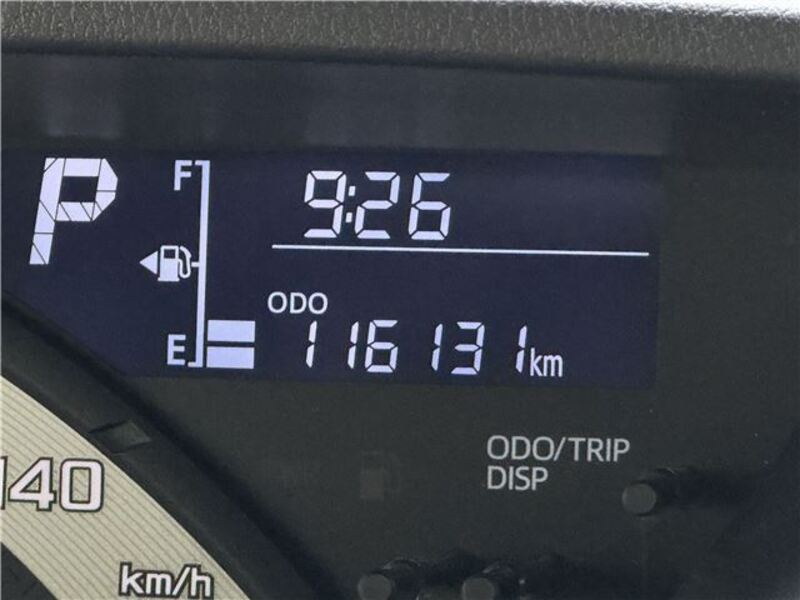 P
F
9:26
ODO
E
116131km
ODO/TRIP
DISP
140
km/h